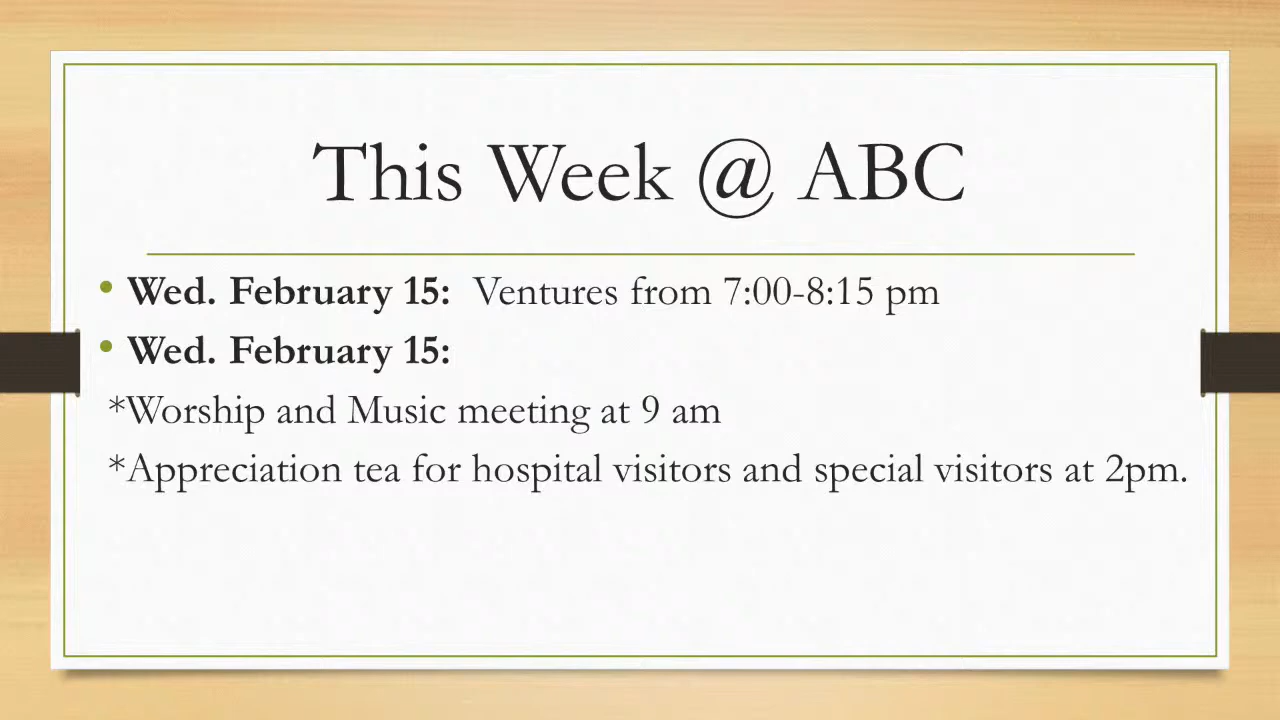 This Week @ ABC
• Wed. February 15:  Ventures from 7:00-8:15 pm
• Wed. February 15:
*Worship and Music meeting at 9 am
*Appreciation tea for hospital visitors and special visitors at 2pm.